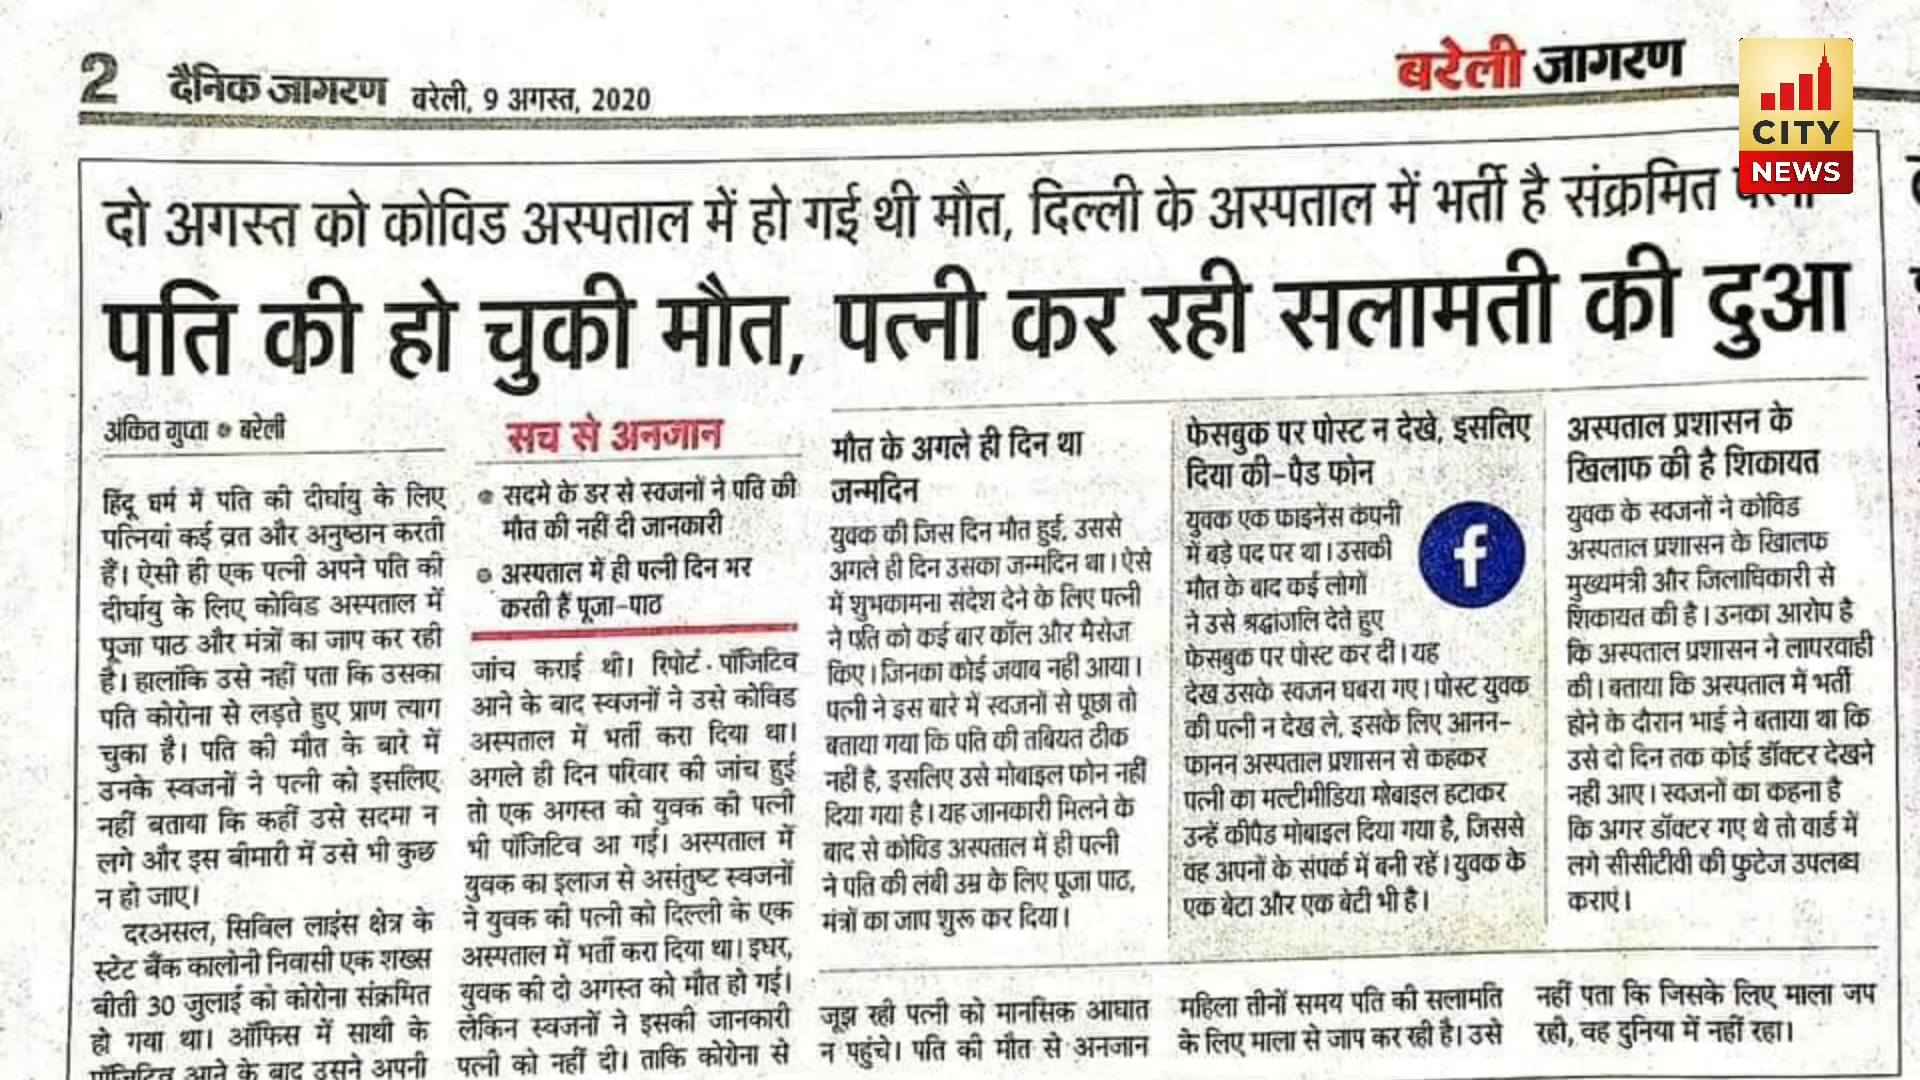 2 दैनिक जागरण बरेली, 9 अगस्त, 2020
बरेली जागरण
CITY
NEWS
दो अगस्त को कोविड अस्पताल में हो गई थी मौत, दिल्ली के अस्पताल में भर्ती है संक्रमित
पति की हो चुकी मौत, पत्नी कर रही सलामती की दुआ
अंकित गुप्ता ● बरेली
हिंदू धर्म में पति की दीर्घायु के लिए
पत्नियां कई व्रत और अनुष्ठान करती
हैं। ऐसी ही एक पत्नी अपने पति की
दीर्घायु के लिए कोविड अस्पताल में
पूजा पाठ और मंत्रों का जाप कर रही
है। हालांकि उसे नहीं पता कि उसका
पति कोरोना से लड़ते हुए प्राण त्याग
चुका है। पति की मौत के बारे में
उनके स्वजनों ने पत्नी को इसलिए
नहीं बताया कि कहीं उसे सदमा न
लगे और इस बीमारी में उसे भी कुछ
न हो जाए।
दरअसल, सिविल लाइंस क्षेत्र के
स्टेट बैंक कालोनी निवासी एक शख्स
बीती 30 जुलाई को कोरोना संक्रमित
हो गया था। ऑफिस में साथी के
पॉजिटिव आने के बाद उसने अपनी
सच से अनजान
● सदमे के डर से स्वजनों ने पति की
मौत की नहीं दी जानकारी
● अस्पताल में ही पत्नी दिन भर
करती हैं पूजा-पाठ
जांच कराई थी। रिपोर्ट पॉजिटिव
आने के बाद स्वजनों ने उसे कोविड
अस्पताल में भर्ती करा दिया था।
अगले ही दिन परिवार की जांच हुई
तो एक अगस्त को युवक की पत्नी
भी पॉजिटिव आ गई। अस्पताल में
युवक का इलाज से असंतुष्ट स्वजनों
ने युवक की पत्नी को दिल्ली के एक
अस्पताल में भर्ती करा दिया था। इधर,
युवक की दो अगस्त को मौत हो गई।
लेकिन स्वजनों ने इसकी जानकारी
पत्नी को नहीं दी। ताकि कोरोना से
मौत के अगले ही दिन था
जन्मदिन
युवक की जिस दिन मौत हुई, उससे
अगले ही दिन उसका जन्मदिन था। ऐसे
में शुभकामना संदेश देने के लिए पत्नी
ने पति को कई बार कॉल और मैसेज
किए। जिनका कोई जवाब नहीं आया।
पत्नी ने इस बारे में स्वजनों से पूछा तो
बताया गया कि पति की तबियत ठीक
नहीं है, इसलिए उसे मोबाइल फोन नहीं
दिया गया है। यह जानकारी मिलने के
बाद से कोविड अस्पताल में ही पत्नी
ने पति की लंबी उम्र के लिए पूजा पाठ,
मंत्रों का जाप शुरू कर दिया।
फेसबुक पर पोस्ट न देखे, इसलिए
दिया की-पैड फोन
युवक एक फाइनेंस कंपनी
में बड़े पद पर था। उसकी
मौत के बाद कई लोगों
ने उसे श्रद्धांजलि देते हुए
फेसबुक पर पोस्ट कर दी। यह
देख उसके स्वजन घबरा गए। पोस्ट युवक
की पत्नी न देख ले, इसके लिए आनन-
फानन अस्पताल प्रशासन से कहकर
पत्नी का मल्टीमीडिया मोबाइल हटाकर
उन्हें कीपैड मोबाइल दिया गया है, जिससे
वह अपनों के संपर्क में बनी रहें। युवक के
एक बेटा और एक बेटी भी है।
f
अस्पताल प्रशासन के
खिलाफ की है शिकायत
युवक के स्वजनों ने कोविड
अस्पताल प्रशासन के खिालफ
मुख्यमंत्री और जिलाधिकारी से
शिकायत की है। उनका आरोप है
कि अस्पताल प्रशासन ने लापरवाही
की। बताया कि अस्पताल में भर्ती
होने के दौरान भाई ने बताया था कि
उसे दो दिन तक कोई डॉक्टर देखने
नहीं आए। स्वजनों का कहना है
कि अगर डॉक्टर गए थे तो वार्ड में
लगे सीसीटीवी की फुटेज उपलब्ध
कराएं।
जूझ रही पत्नी को मानसिक आघात
न पहुंचे। पति की मौत से अनजान
महिला तीनों समय पति की सलामति
के लिए माला से जाप कर रही है। उसे
नहीं पता कि जिसके लिए माला जप
रही, वह दुनिया में नहीं रहा।